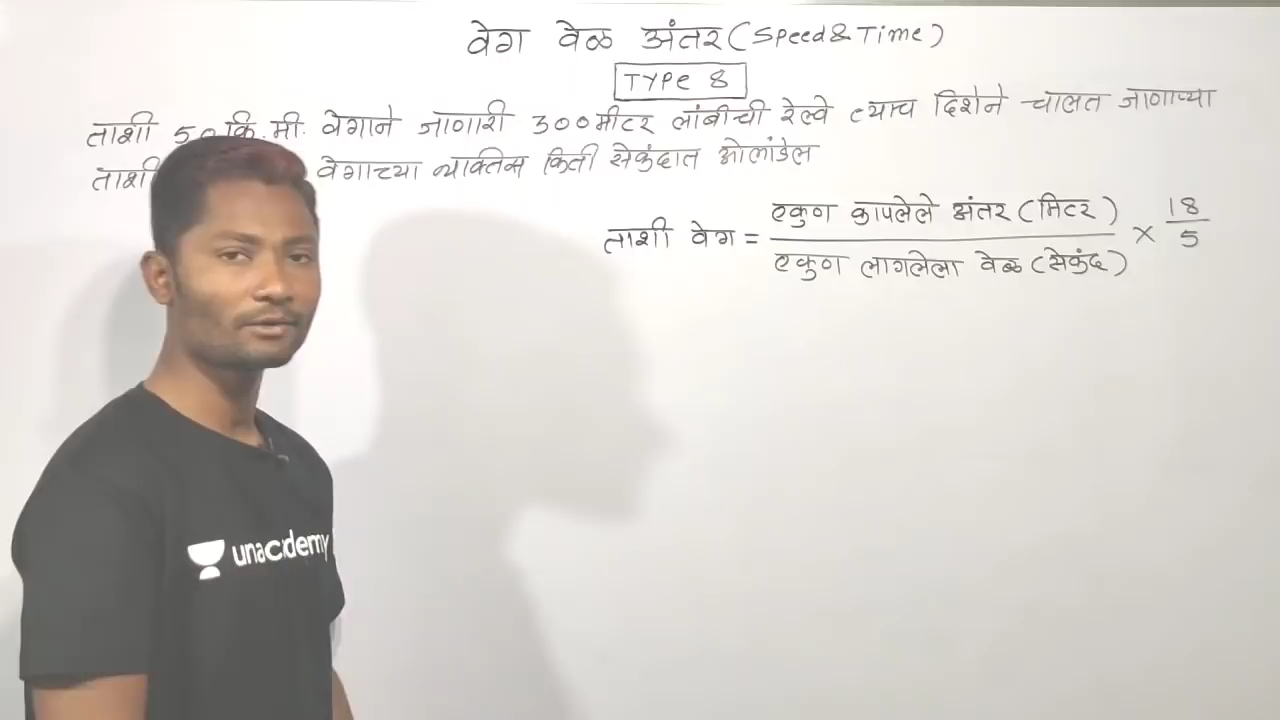 वेग वेळ अंतर (Speed & Time)
TYPE 8
ताशी 50 कि.मी. वेगाने जाणारी 300मीटर लांबीची रेल्वे त्याच दिशेने चालत जाणाऱ्या
ताशी वेगाच्या व्यक्तिस किती सेकुंदात ओलांडेल
ताशी वेग = एकुण कापलेले अंतर (मिटर) × 18
एकुण लागलेला वेळ (सेकुंद) 5
unacademy